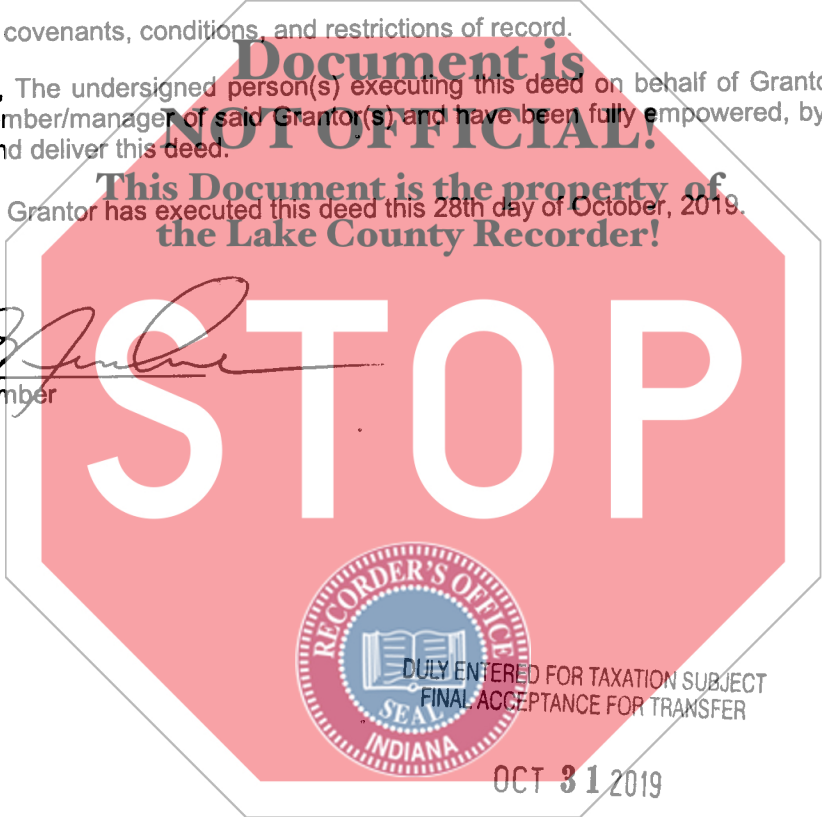 covenants, conditions, and restrictions of record.
Document is
The undersigned person(s) executing this deed on behalf of Granto
mber/manager of said Grantor(s) and have been fully empowered, by
NOT OFFICIAL!
nd deliver this deed.
This Document is the property of
Grantor has executed this deed this 28th day of October, 2019.
the Lake County Recorder!
mber
STOP
RECORDER'S OFFICE
SEAL
INDIANA
DULY ENTERED FOR TAXATION SUBJECT
FINAL ACCEPTANCE FOR TRANSFER
OCT 31 2019